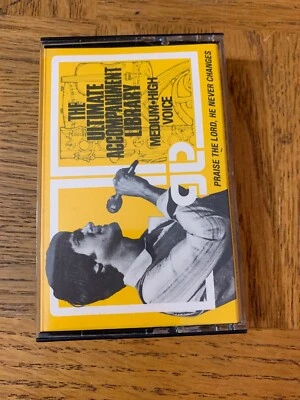 THE
ULTIMATE
ACCOMPANIMENT
LIBRARY
MEDIUM-HIGH
VOICE
PRAISE THE LORD, HE NEVER CHANGES